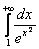 ∫₁^{+∞} dx / e^{x²}